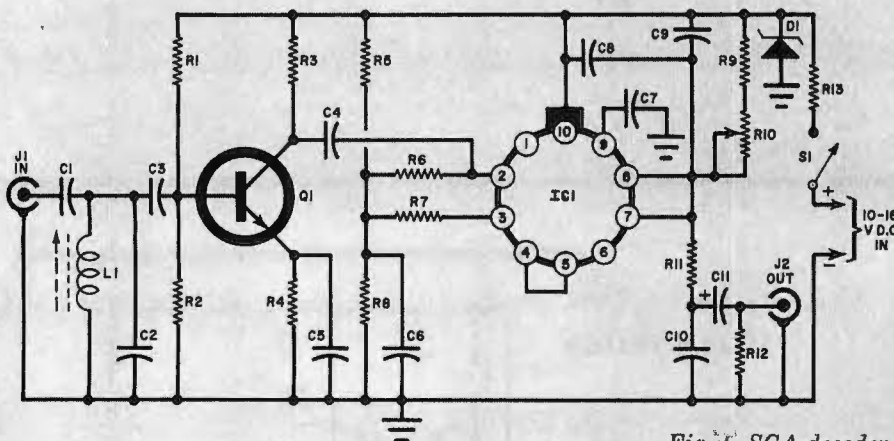 J1
IN
C1
C3
L1
C2
R1
R2
R3
C4
Q1
R4
C5
R5
R6
R7
R8
C6
C8
C9
C7
IC1
1
10
9
2
8
3
7
4
5
6
R9
R10
D1
R13
S1
+
10-16
V D.C.
IN
−
R11
C11
+
J2
OUT
C10
R12
SCA decoder